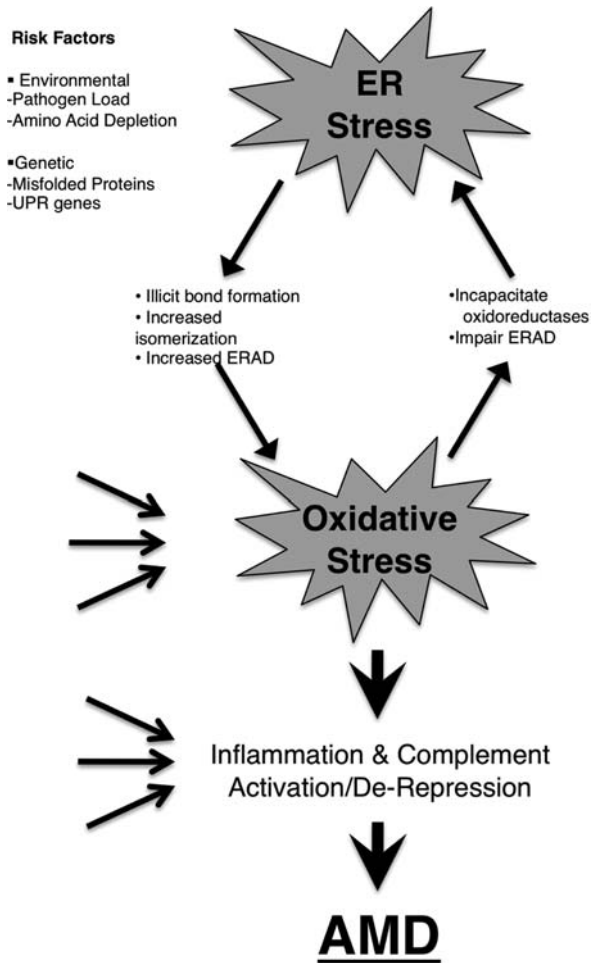 Risk Factors
▪ Environmental
-Pathogen Load
-Amino Acid Depletion
▪Genetic
-Misfolded Proteins
-UPR genes
ER
Stress
• Illicit bond formation
• Increased
isomerization
• Increased ERAD
•Incapacitate
oxidoreductases
•Impair ERAD
Oxidative
Stress
Inflammation & Complement
Activation/De-Repression
AMD